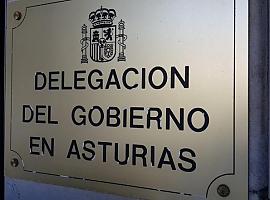 DELEGACION
DEL GOBIERNO
EN ASTURIAS